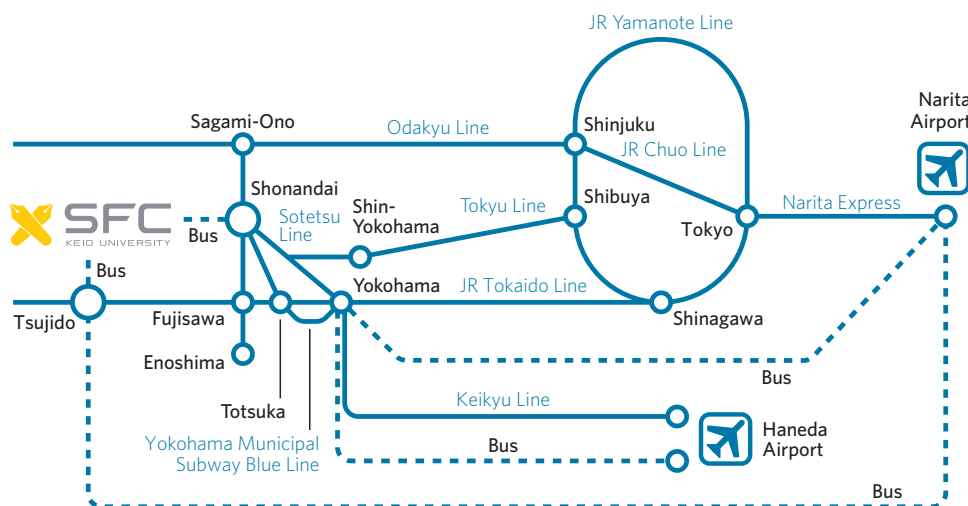 JR Yamanote Line
Narita
Airport
Sagami-Ono
Odakyu Line
Shinjuku
JR Chuo Line
Shonandai
SFC
KEIO UNIVERSITY
Bus
Sotetsu
Line
Shin-
Yokohama
Tokyu Line
Shibuya
Tokyo
Narita Express
Bus
Yokohama
JR Tokaido Line
Tsujido
Fujisawa
Shinagawa
Enoshima
Bus
Totsuka
Keikyu Line
Yokohama Municipal
Subway Blue Line
Bus
Haneda
Airport
Bus